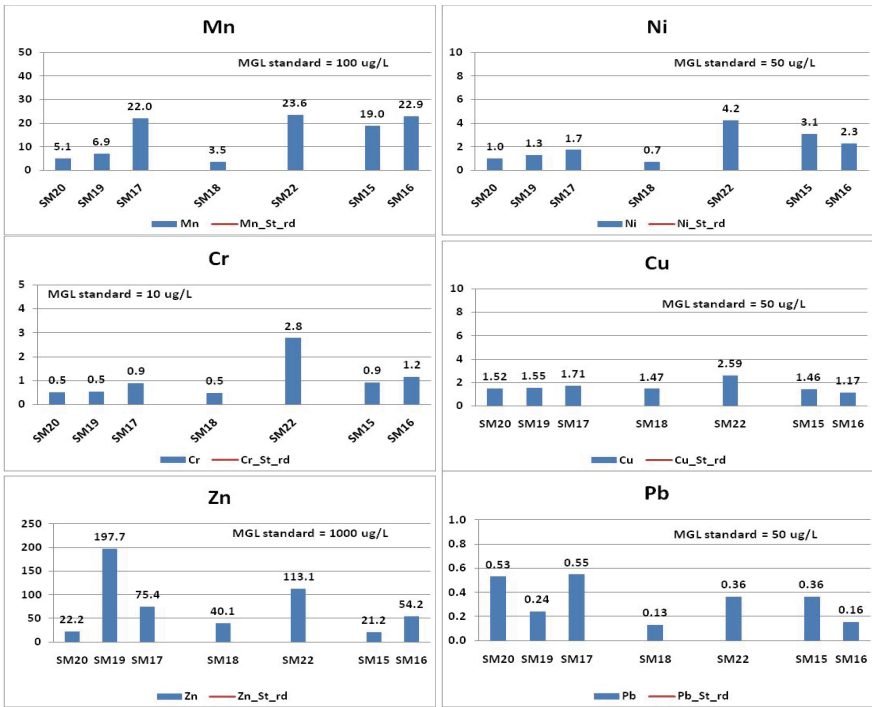 Mn
MGL standard = 100 ug/L
50
40
30
20
10
0
5.1
6.9
22.0
3.5
23.6
19.0
22.9
SM20
SM19
SM17
SM18
SM22
SM15
SM16
Mn
Mn_St_rd
Ni
MGL standard = 50 ug/L
10
8
6
4
2
0
1.0
1.3
1.7
0.7
4.2
3.1
2.3
SM20
SM19
SM17
SM18
SM22
SM15
SM16
Ni
Ni_St_rd
Cr
MGL standard = 10 ug/L
5
4
3
2
1
0
0.5
0.5
0.9
0.5
2.8
0.9
1.2
SM20
SM19
SM17
SM18
SM22
SM15
SM16
Cr
Cr_St_rd
Cu
MGL standard = 50 ug/L
10
8
6
4
2
0
1.52
1.55
1.71
1.47
2.59
1.46
1.17
SM20
SM19
SM17
SM18
SM22
SM15
SM16
Cu
Cu_St_rd
Zn
MGL standard = 1000 ug/L
250
200
150
100
50
0
22.2
197.7
75.4
40.1
113.1
21.2
54.2
SM20
SM19
SM17
SM18
SM22
SM15
SM16
Zn
Zn_St_rd
Pb
MGL standard = 50 ug/L
1.0
0.8
0.6
0.4
0.2
0.0
0.53
0.24
0.55
0.13
0.36
0.36
0.16
SM20
SM19
SM17
SM18
SM22
SM15
SM16
Pb
Pb_St_rd